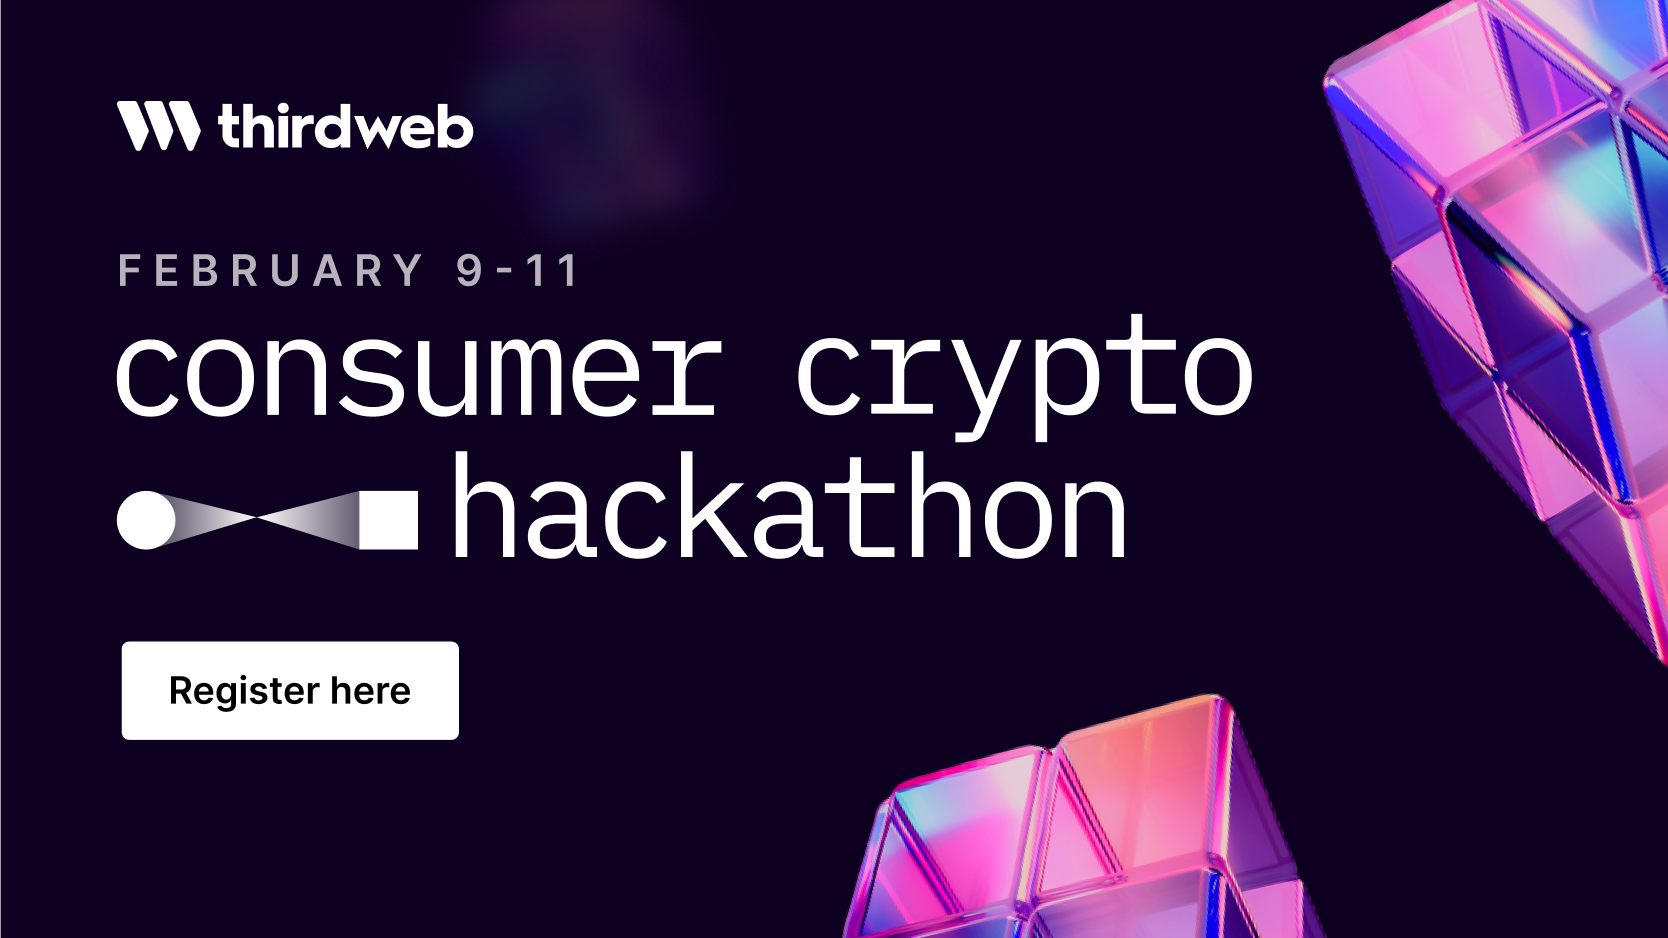 thirdweb
FEBRUARY 9-11
consumer crypto
hackathon
Register here